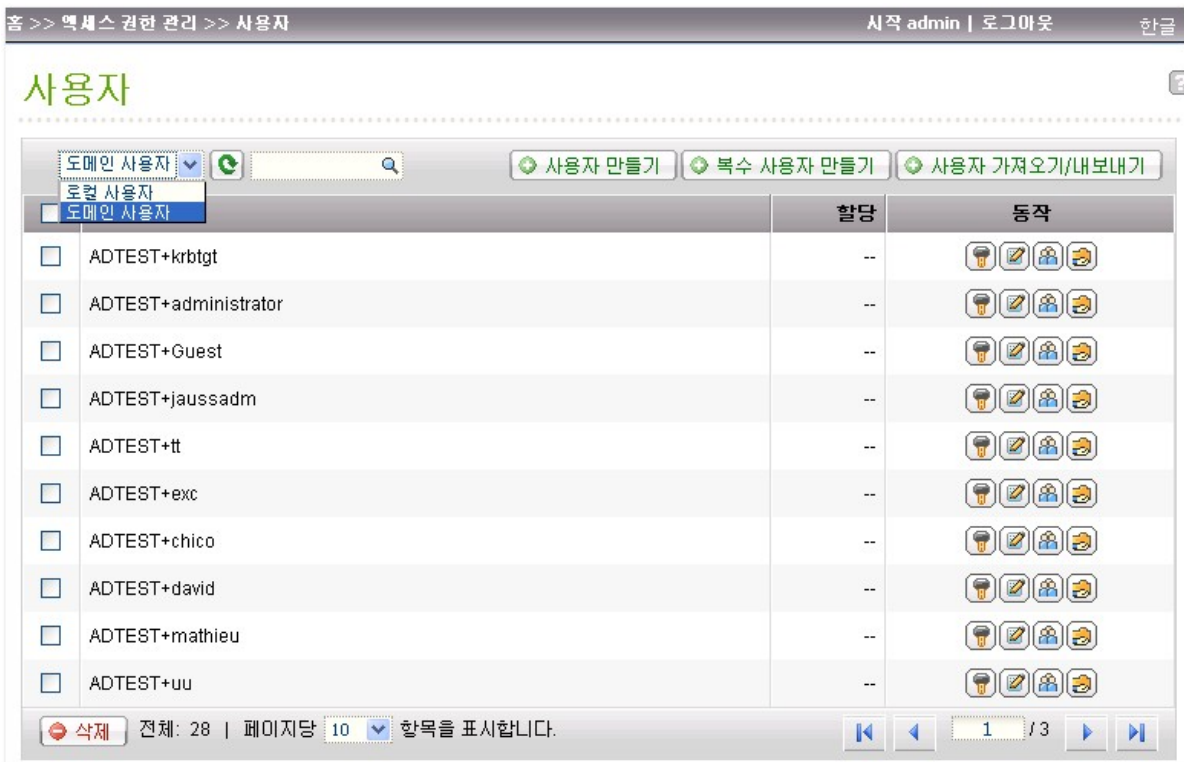 홈 >> 액세스 권한 관리 >> 사용자 시작 admin | 로그아웃 한글
사용자
도메인 사용자 사용자 만들기 복수 사용자 만들기 사용자 가져오기/내보내기
로컬 사용자
도메인 사용자
할당 동작
ADTEST+krbtgt --
ADTEST+administrator --
ADTEST+Guest --
ADTEST+jaussadm --
ADTEST+tt --
ADTEST+exc --
ADTEST+chico --
ADTEST+david --
ADTEST+mathieu --
ADTEST+uu --
삭제 전체: 28 | 페이지당 10 항목을 표시합니다. 1 / 3